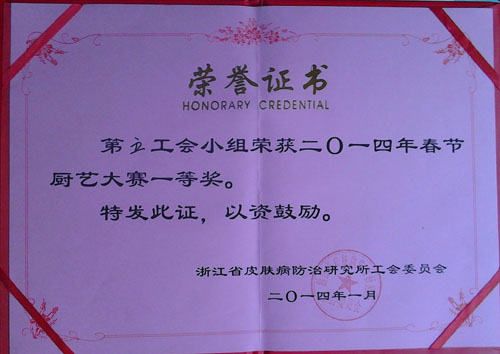 荣誉证书
HONORARY CREDENTIAL
第五工会小组荣获二〇一四年春节
厨艺大赛一等奖。
特发此证，以资鼓励。
浙江省皮肤病防治研究所工会委员会
二〇一四年一月